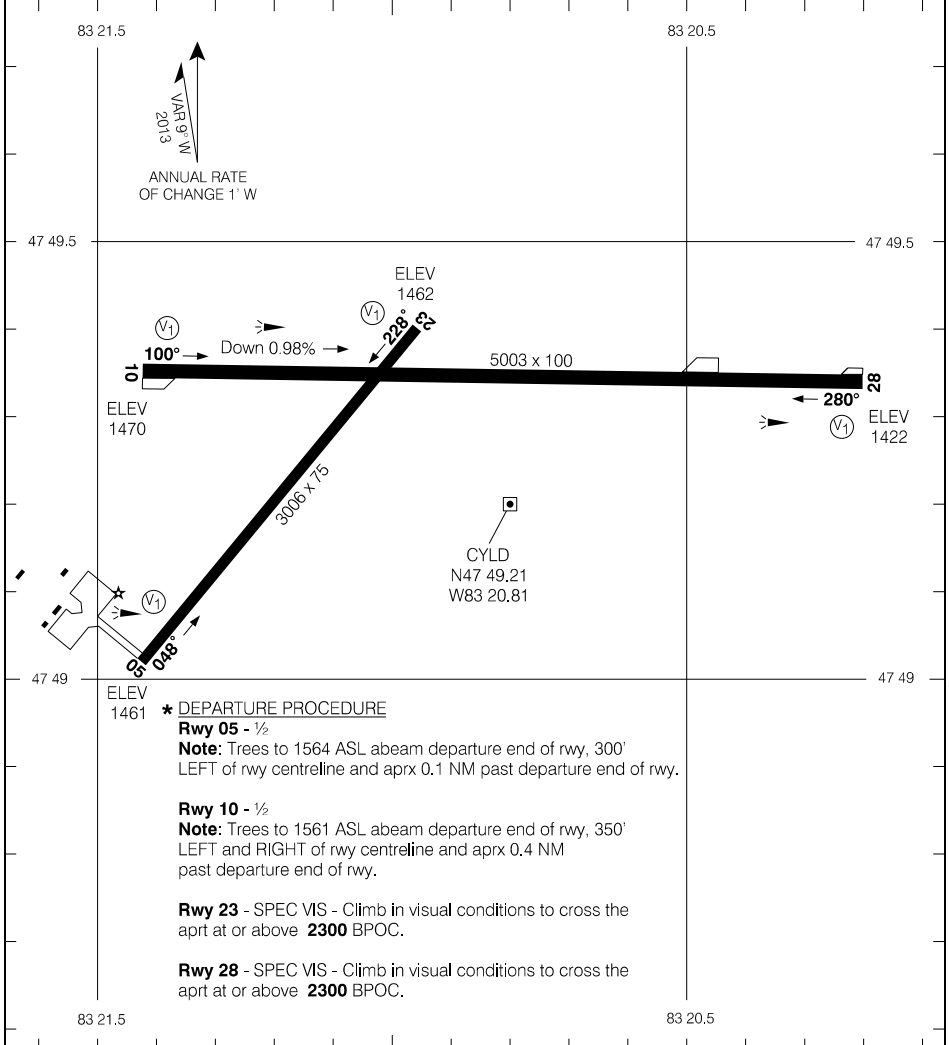 83 21.5
83 20.5
VAR 9° W
2013
ANNUAL RATE
OF CHANGE 1' W
47 49.5
47 49.5
ELEV
1462
V1
V1
228°
23
100°
Down 0.98%
5003 x 100
10
28
280°
ELEV
1470
ELEV
1422
V1
3006 x 75
CYLD
N47 49.21
W83 20.81
V1
05
048°
47 49
47 49
ELEV
1461
* DEPARTURE PROCEDURE
Rwy 05 - ½
Note: Trees to 1564 ASL abeam departure end of rwy, 300'
LEFT of rwy centreline and aprx 0.1 NM past departure end of rwy.
Rwy 10 - ½
Note: Trees to 1561 ASL abeam departure end of rwy, 350'
LEFT and RIGHT of rwy centreline and aprx 0.4 NM
past departure end of rwy.
Rwy 23 - SPEC VIS - Climb in visual conditions to cross the
aprt at or above 2300 BPOC.
Rwy 28 - SPEC VIS - Climb in visual conditions to cross the
aprt at or above 2300 BPOC.
83 21.5
83 20.5